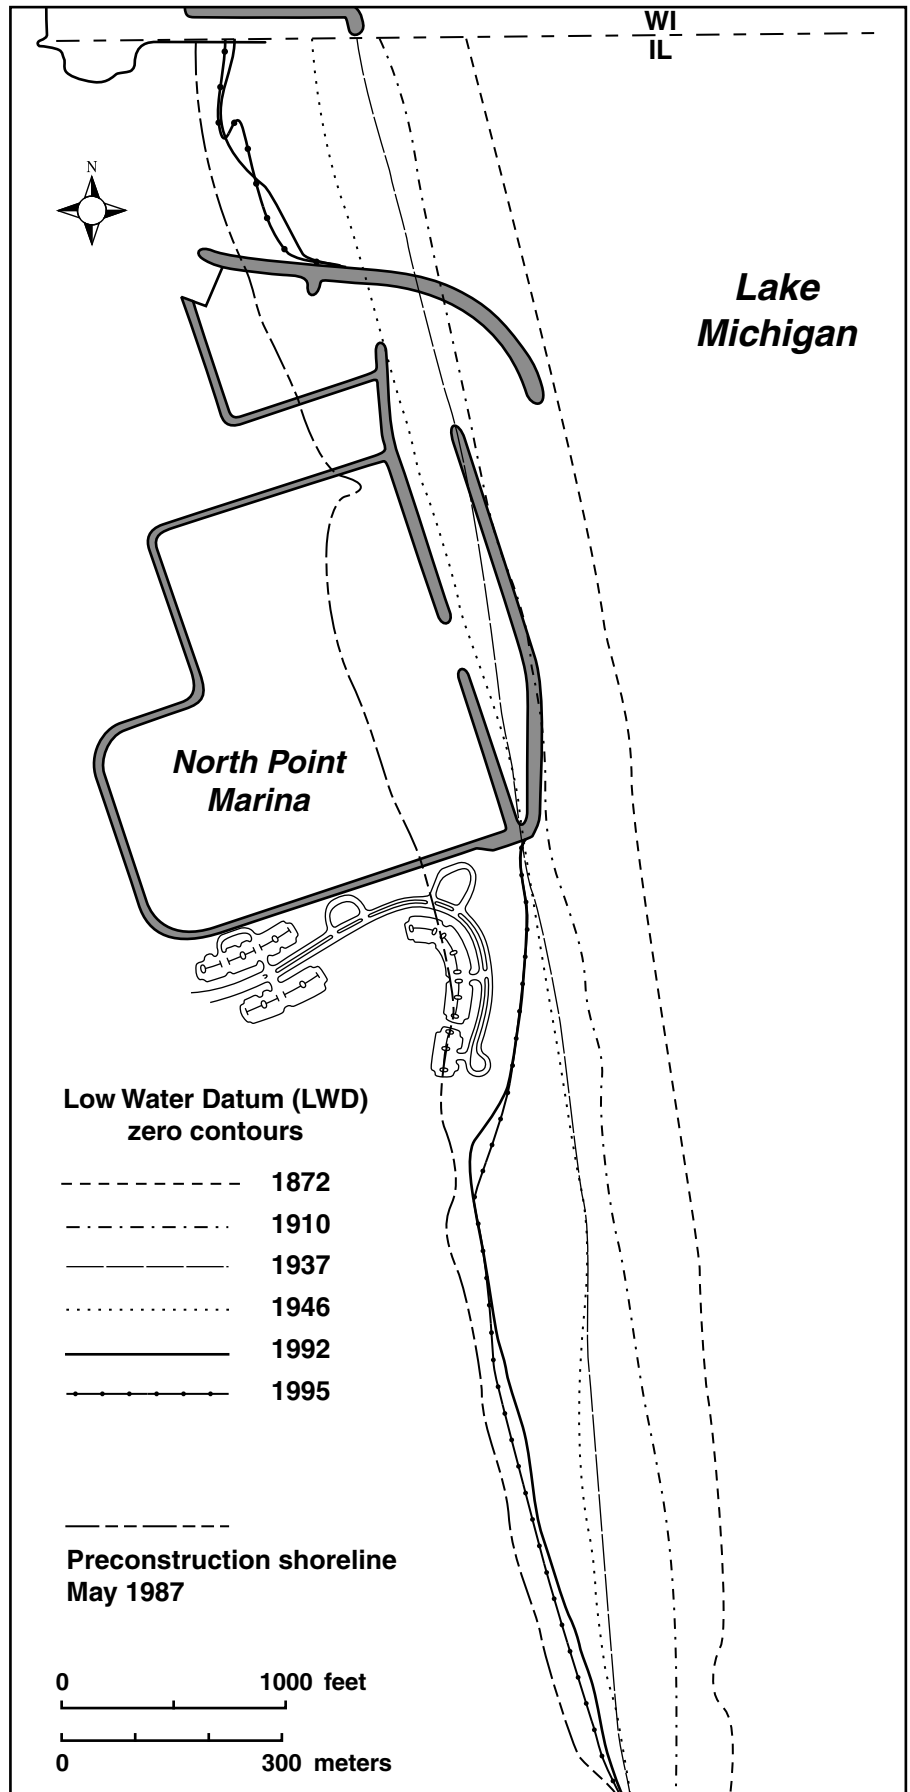 WI
IL
N
Lake
Michigan
North Point
Marina
Low Water Datum (LWD)
zero contours
1872
1910
1937
1946
1992
1995
Preconstruction shoreline
May 1987
0 1000 feet
0 300 meters